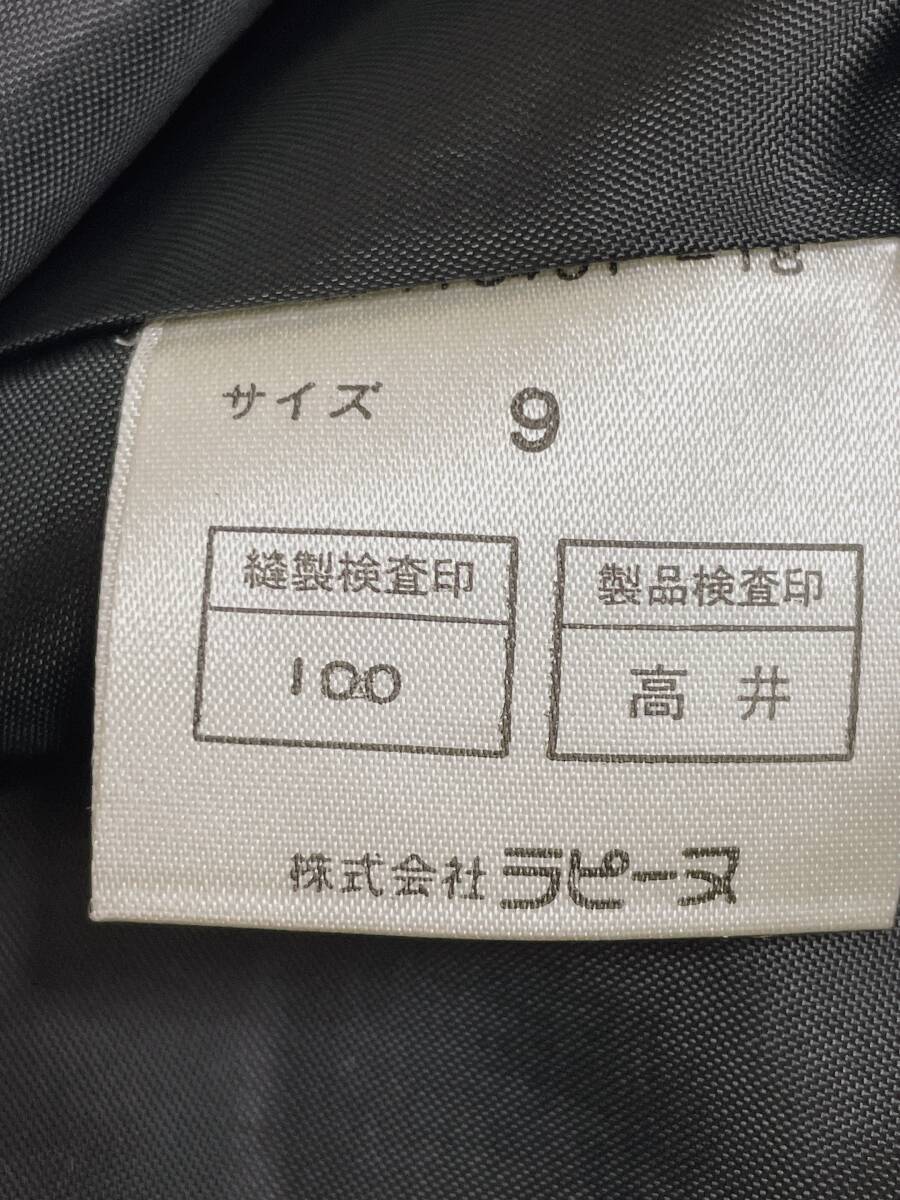 サイズ 9
縫製検査印 製品検査印
100 高井
株式会社ラピーヌ